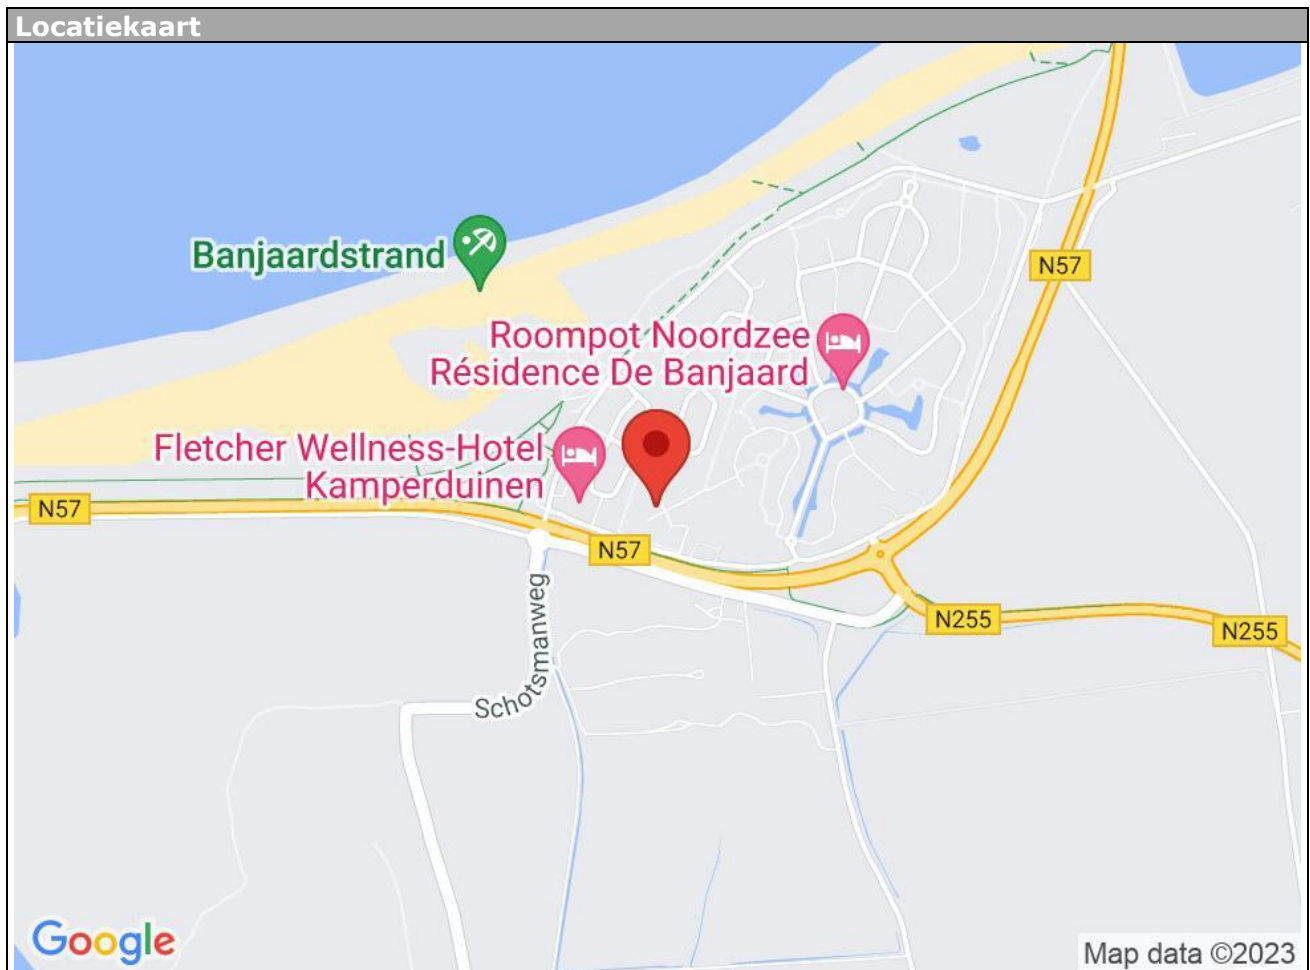 Locatiekaart
Banjaardstrand
N57
Roompot Noordzee
Résidence De Banjaard
Fletcher Wellness-Hotel
Kamperduinen
N57
N57
N255
N255
Schotsmanweg
Google
Map data ©2023